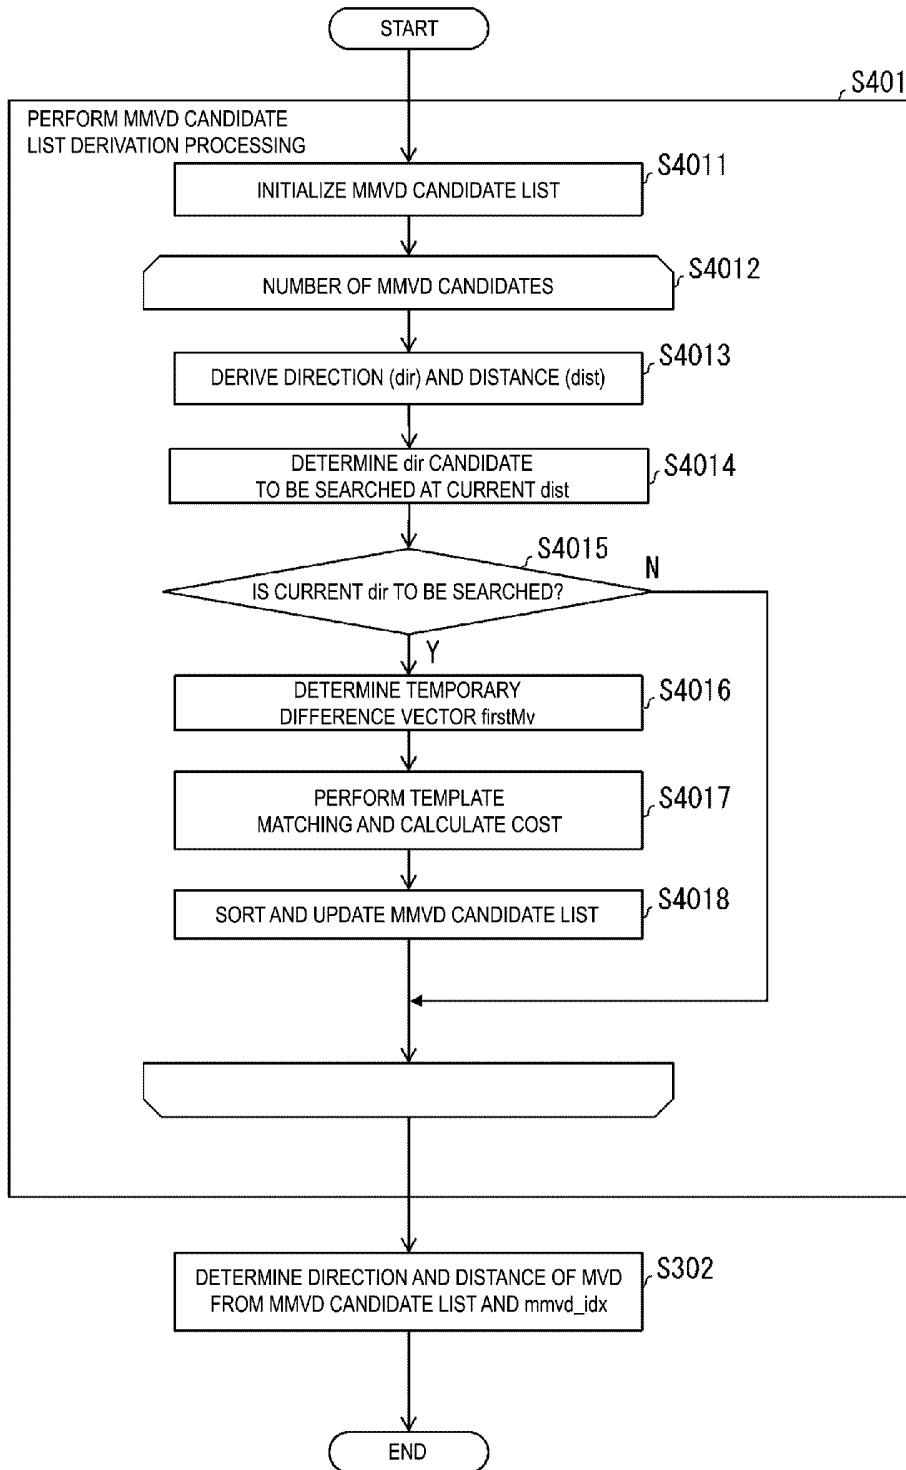 START
S401
PERFORM MMVD CANDIDATE
LIST DERIVATION PROCESSING
S4011
INITIALIZE MMVD CANDIDATE LIST
S4012
NUMBER OF MMVD CANDIDATES
S4013
DERIVE DIRECTION (dir) AND DISTANCE (dist)
S4014
DETERMINE dir CANDIDATE
TO BE SEARCHED AT CURRENT dist
S4015
N
IS CURRENT dir TO BE SEARCHED?
Y
S4016
DETERMINE TEMPORARY
DIFFERENCE VECTOR firstMv
S4017
PERFORM TEMPLATE
MATCHING AND CALCULATE COST
S4018
SORT AND UPDATE MMVD CANDIDATE LIST
S302
DETERMINE DIRECTION AND DISTANCE OF MVD
FROM MMVD CANDIDATE LIST AND mmvd_idx
END